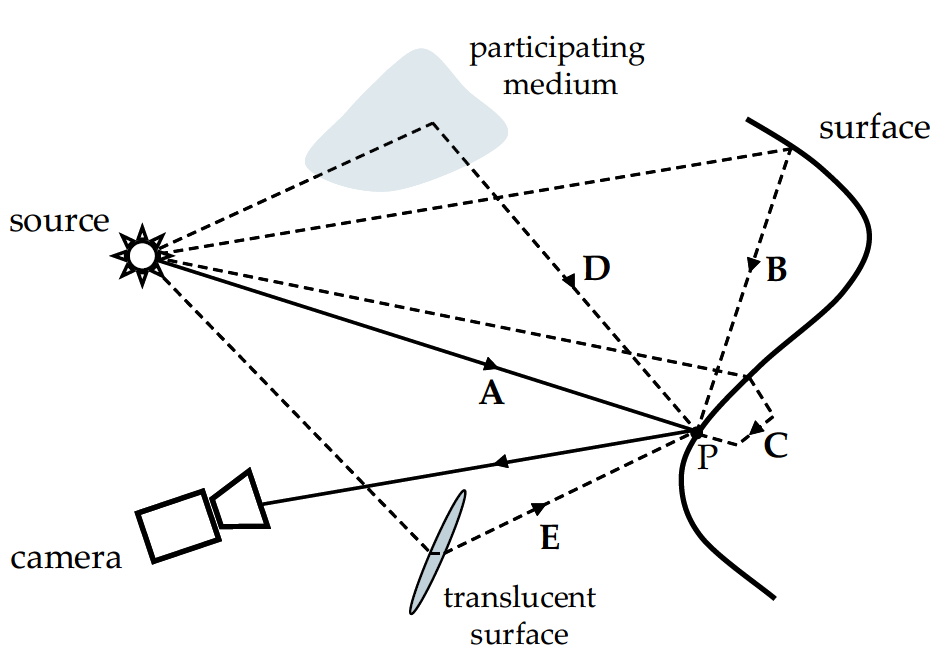 participating
medium
surface
source
D
B
A
C
P
E
camera
translucent
surface